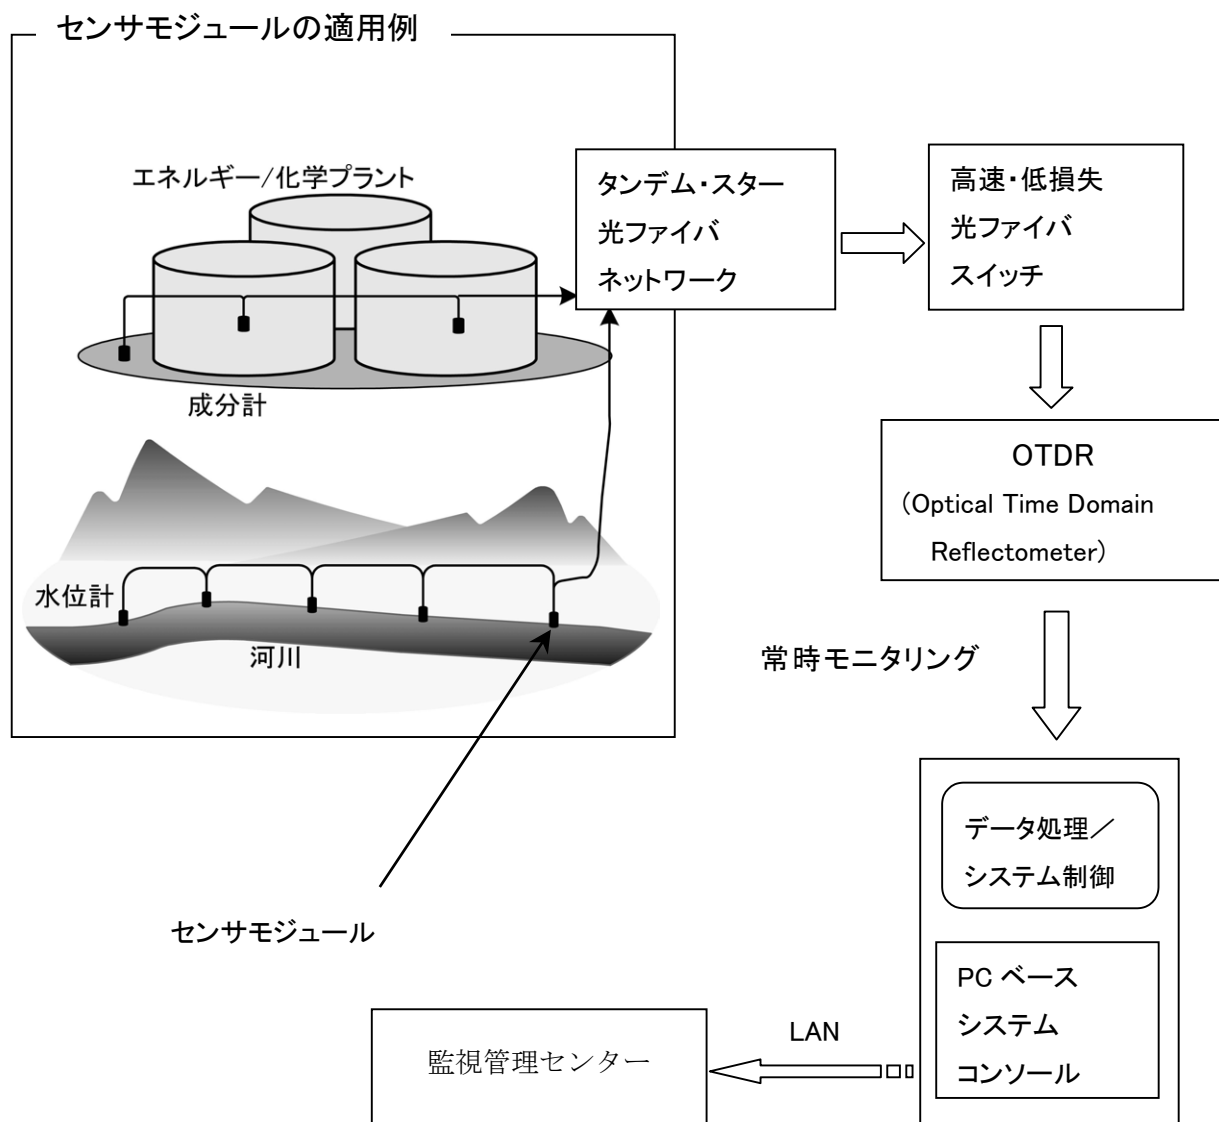 センサモジュールの適用例
エネルギー/化学プラント
成分計
水位計
河川
センサモジュール
タンデム・スター
光ファイバ
ネットワーク
高速・低損失
光ファイバ
スイッチ
OTDR
（Optical Time Domain
Reflectometer）
常時モニタリング
データ処理／
システム制御
PC ベース
システム
コンソール
LAN
監視管理センター